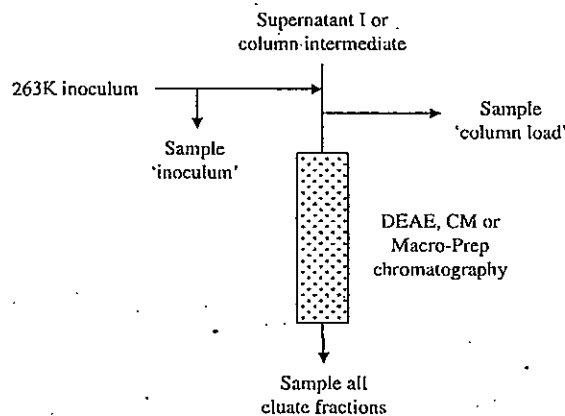 Supernatant I or
column intermediate
263K inoculum
Sample
'inoculum'
Sample
'column load'
DEAE, CM or
Macro-Prep
chromatography
Sample all
eluate fractions